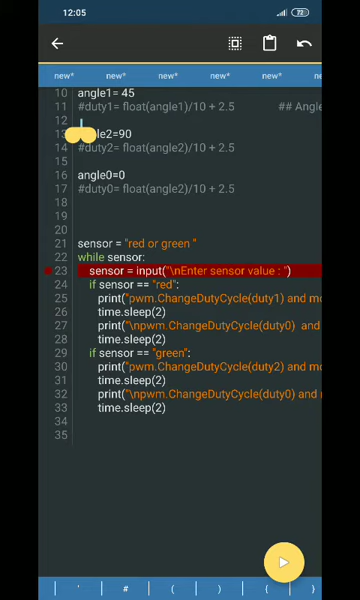 12:05
72
new* new* new* new* new* nev
10 angle1= 45
11 #duty1= float(angle1)/10 + 2.5 ## Angle
12
13 le2=90
14 #duty2= float(angle2)/10 + 2.5
15
16 angle0=0
17 #duty0= float(angle2)/10 + 2.5
18
19
20
21 sensor = "red or green "
22 while sensor:
23 sensor = input("\nEnter sensor value : ")
24 if sensor == "red":
25 print("pwm.ChangeDutyCycle(duty1) and mo
26 time.sleep(2)
27 print("\npwm.ChangeDutyCycle(duty0) and
28 time.sleep(2)
29 if sensor == "green":
30 print("pwm.ChangeDutyCycle(duty2) and mo
31 time.sleep(2)
32 print("\npwm.ChangeDutyCycle(duty0) and
33 time.sleep(2)
34
35
' # ( ) { }